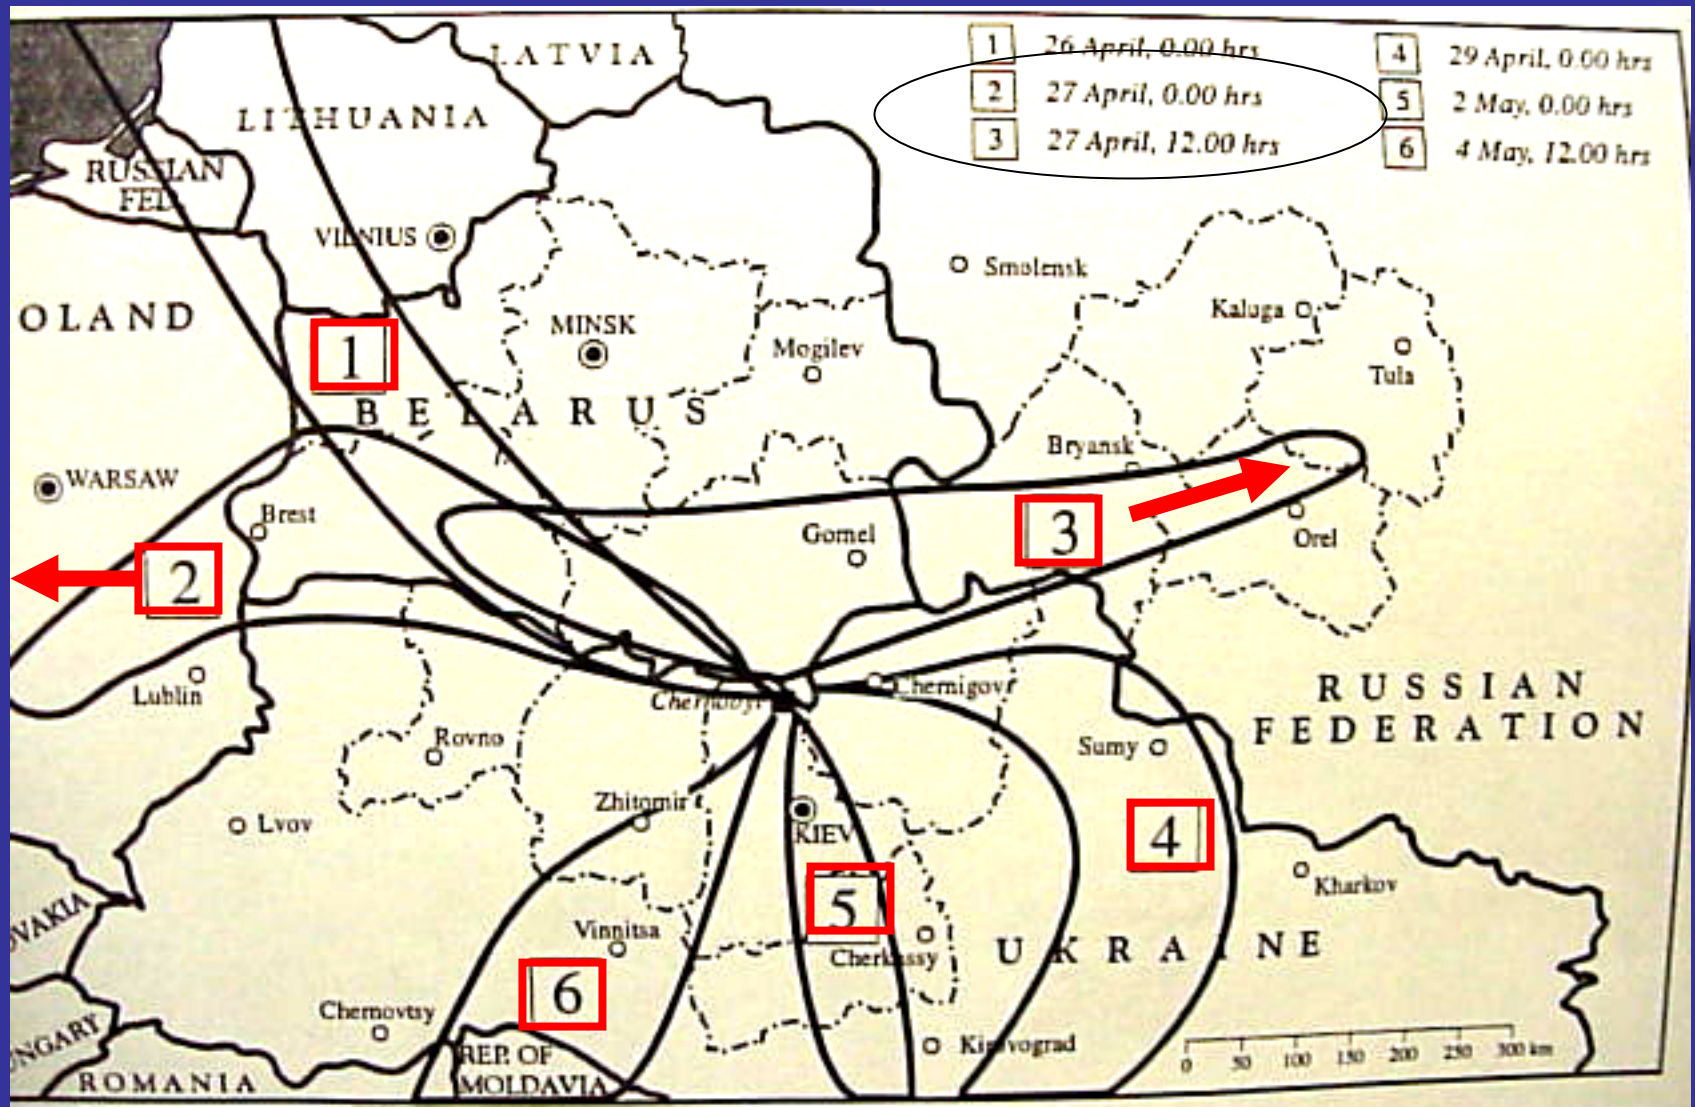 LATVIA
1 26 April, 0.00 hrs
4 29 April, 0.00 hrs
2 27 April, 0.00 hrs
5 2 May, 0.00 hrs
3 27 April, 12.00 hrs
6 4 May, 12.00 hrs
LITHUANIA
RUSSIAN
FED.
VILNIUS
Smolensk
OLAND
Kaluga
MINSK
Mogilev
Tula
1
BELARUS
Bryansk
WARSAW
Brest
Gomel
3
Orel
2
Lublin
Chernobyl
Chernigov
RUSSIAN
FEDERATION
Rovno
Sumy
Zhitomir
KIEV
Lvov
4
Kharkov
5
OVAKIA
Vinnitsa
Cherkassy
UKRAINE
6
Chernovtsy
UNGARY
REP. OF
MOLDAVIA
Kirovograd
0 50 100 150 200 250 300 km
ROMANIA